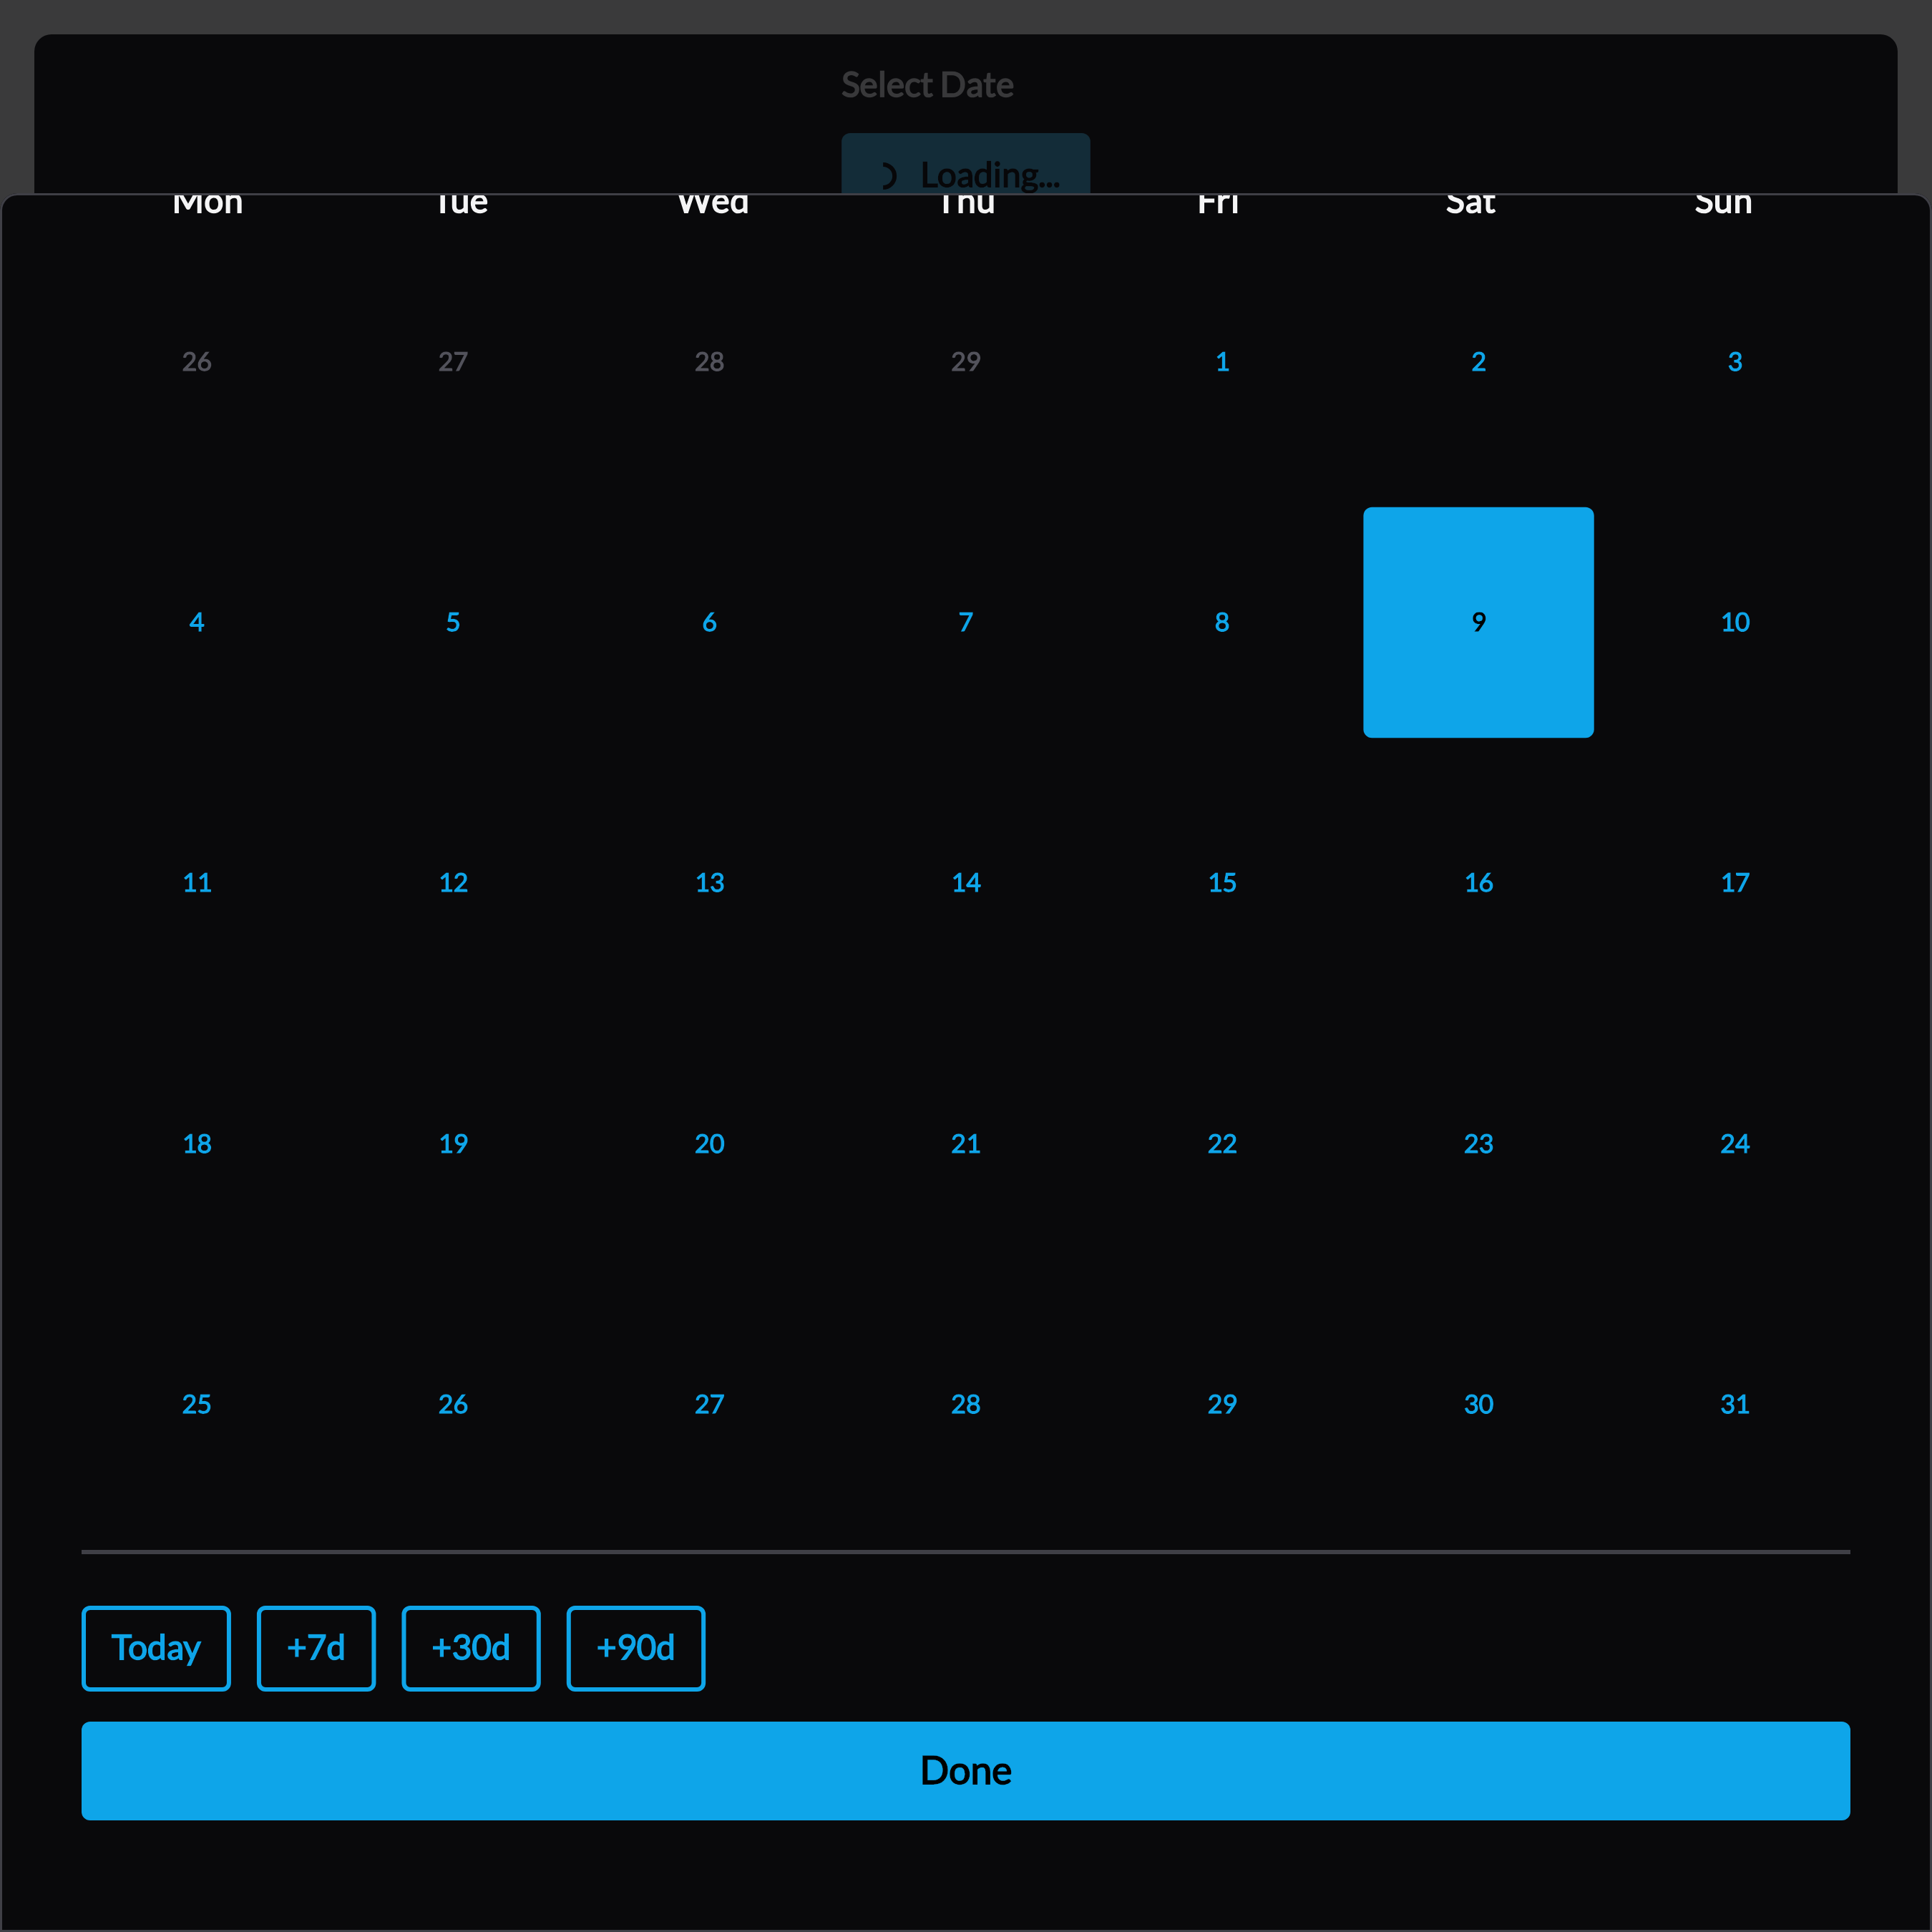 Select Date
Loading...
Mon Tue Wed Thu Fri Sat Sun
26 27 28 29 1 2 3
4 5 6 7 8 9 10
11 12 13 14 15 16 17
18 19 20 21 22 23 24
25 26 27 28 29 30 31
Today +7d +30d +90d
Done